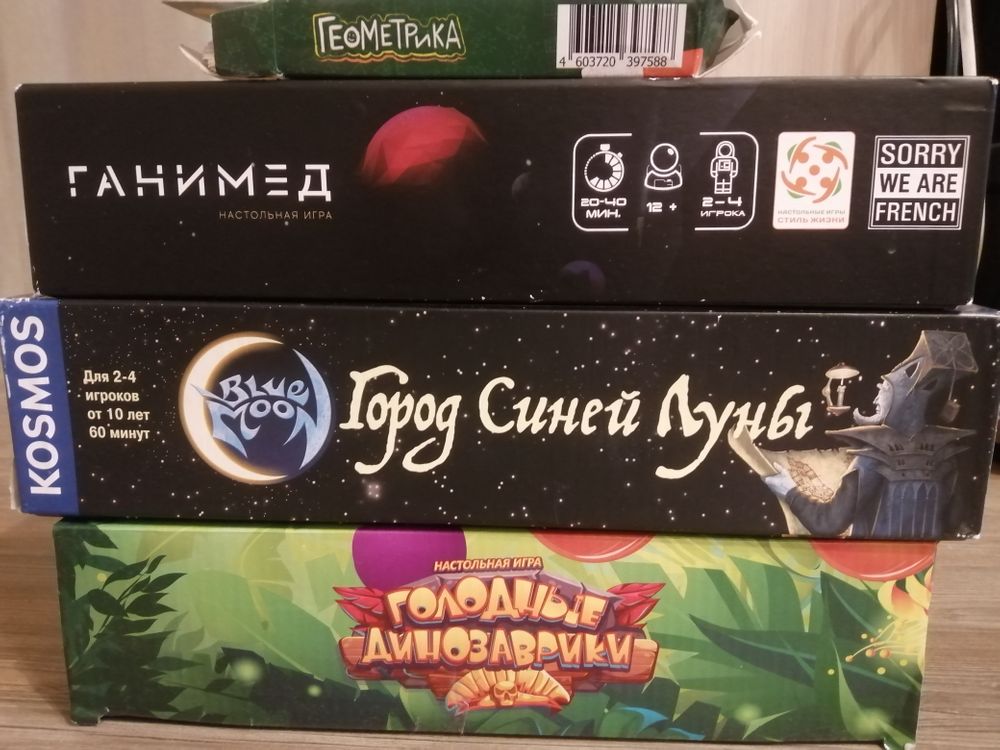 ГЕОМЕТРИКА
4 603720 397588
ГАНИМЕД
НАСТОЛЬНАЯ ИГРА
20-40
МИН.
12 +
2-4
ИГРОКА
НАСТОЛЬНЫЕ ИГРЫ
СТИЛЬ ЖИЗНИ
SORRY
WE ARE
FRENCH
KOSMOS
Для 2-4
игроков
от 10 лет
60 минут
BLUE
MOON
Город Синей Луны
НАСТОЛЬНАЯ ИГРА
ГОЛОДНЫЕ
ДИНОЗАВРИКИ